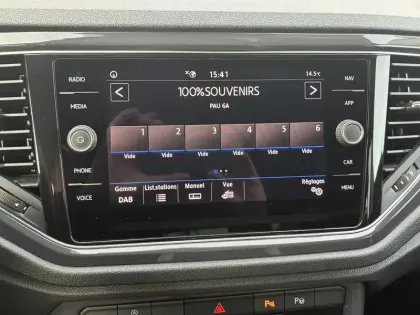 15:41
14.5°C
RADIO
MEDIA
PHONE
VOICE
100%SOUVENIRS
PAU 6A
NAV
APP
CAR
MENU
1 2 3 4 5 6
Vide Vide Vide Vide Vide Vide
Gamme List.stations Manuel Vue Réglages
DAB